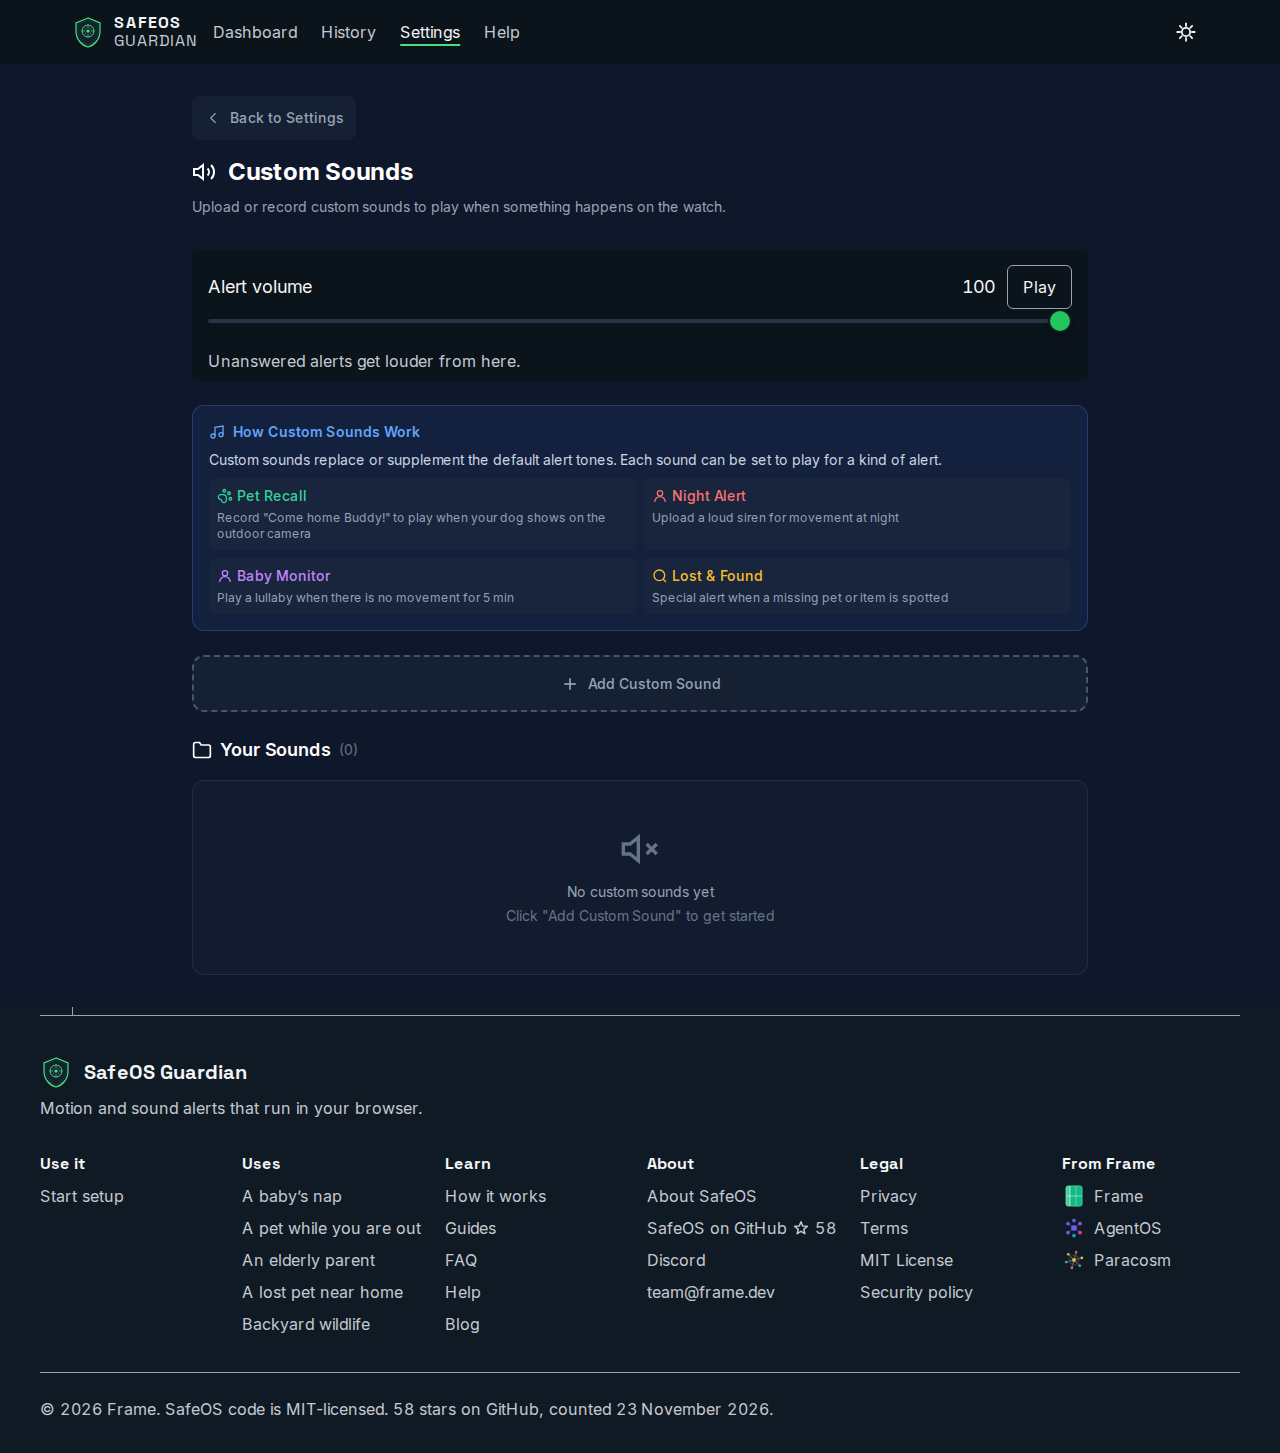 SAFEOS
GUARDIAN
Dashboard
History
Settings
Help
Back to Settings
Custom Sounds
Upload or record custom sounds to play when something happens on the watch.
Alert volume
100
Play
Unanswered alerts get louder from here.
How Custom Sounds Work
Custom sounds replace or supplement the default alert tones. Each sound can be set to play for a kind of alert.
Pet Recall
Record "Come home Buddy!" to play when your dog shows on the
outdoor camera
Night Alert
Upload a loud siren for movement at night
Baby Monitor
Play a lullaby when there is no movement for 5 min
Lost & Found
Special alert when a missing pet or item is spotted
Add Custom Sound
Your Sounds (0)
No custom sounds yet
Click "Add Custom Sound" to get started
SafeOS Guardian
Motion and sound alerts that run in your browser.
Use it
Start setup
Uses
A baby’s nap
A pet while you are out
An elderly parent
A lost pet near home
Backyard wildlife
Learn
How it works
Guides
FAQ
Help
Blog
About
About SafeOS
SafeOS on GitHub ☆ 58
Discord
team@frame.dev
Legal
Privacy
Terms
MIT License
Security policy
From Frame
Frame
AgentOS
Paracosm
© 2026 Frame. SafeOS code is MIT-licensed. 58 stars on GitHub, counted 23 November 2026.